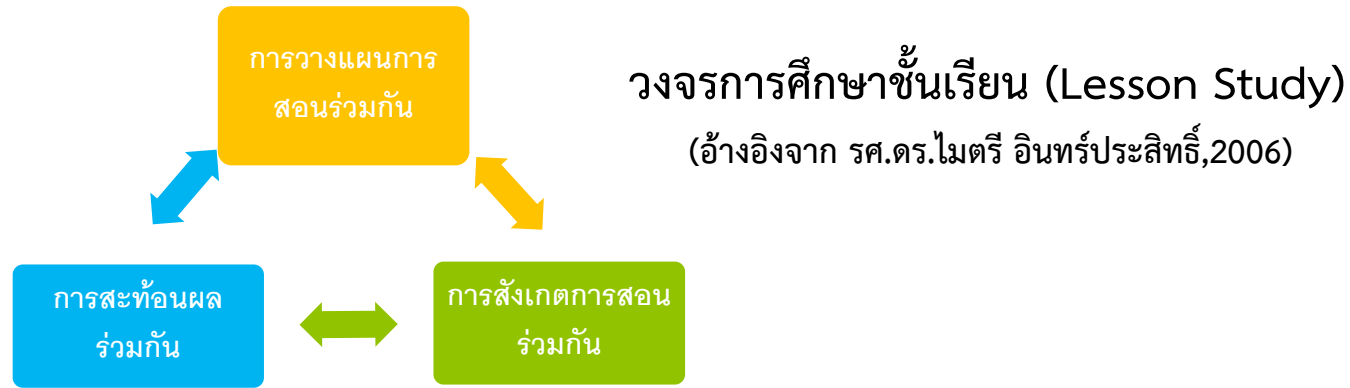 การวางแผนการ
สอนร่วมกัน
วงจรการศึกษาชั้นเรียน (Lesson Study)
(อ้างอิงจาก รศ.ดร.ไมตรี อินทร์ประสิทธิ์,2006)
การสะท้อนผล
ร่วมกัน
การสังเกตการสอน
ร่วมกัน